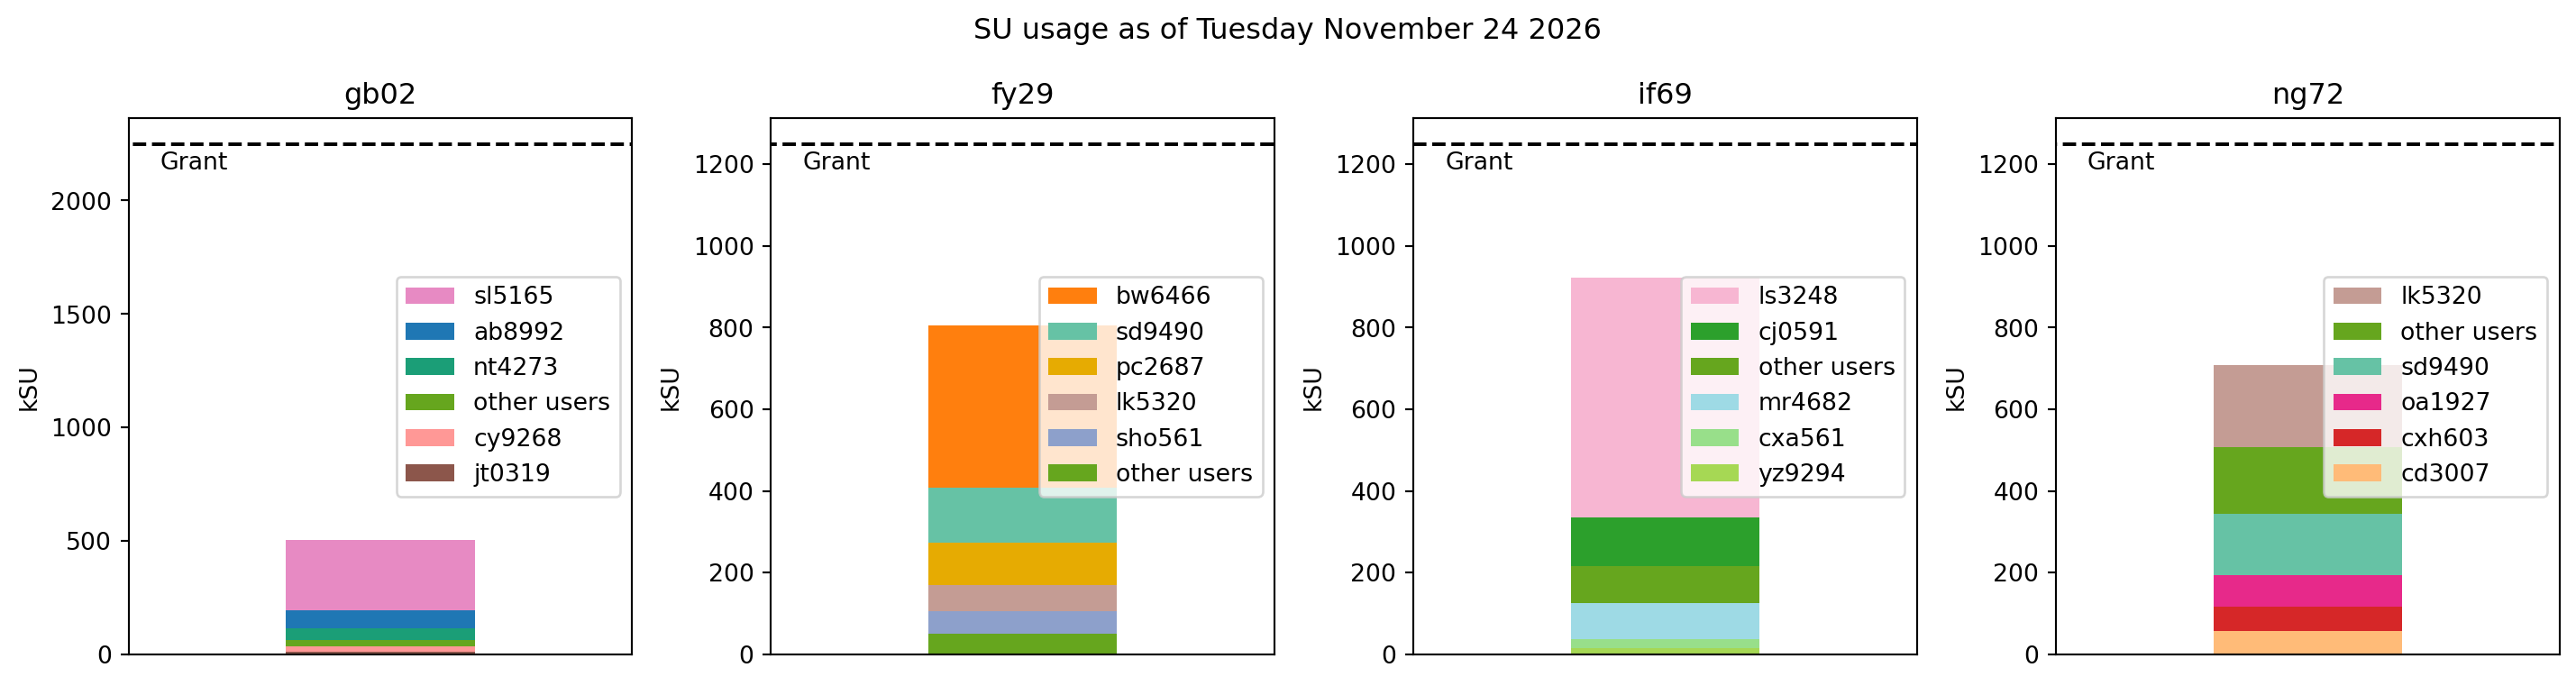 SU usage as of Tuesday November 24 2026
gb02
kSU
2000
1500
1000
500
0
Grant
sl5165
ab8992
nt4273
other users
cy9268
jt0319
fy29
kSU
1200
1000
800
600
400
200
0
Grant
bw6466
sd9490
pc2687
lk5320
sho561
other users
if69
kSU
1200
1000
800
600
400
200
0
Grant
ls3248
cj0591
other users
mr4682
cxa561
yz9294
ng72
kSU
1200
1000
800
600
400
200
0
Grant
lk5320
other users
sd9490
oa1927
cxh603
cd3007